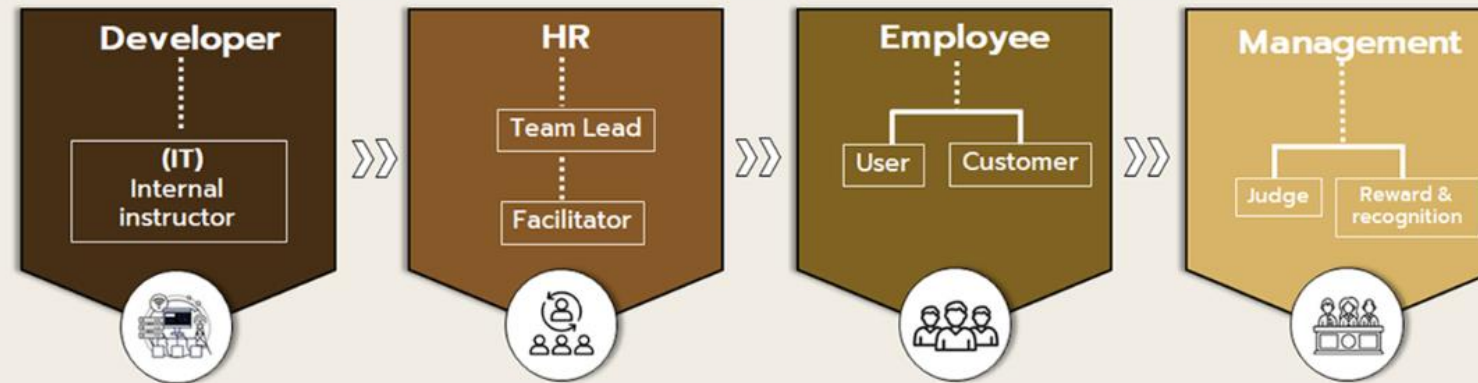 Developer
(IT)
Internal
instructor
HR
Team Lead
Facilitator
Employee
User
Customer
Management
Judge
Reward &
recognition